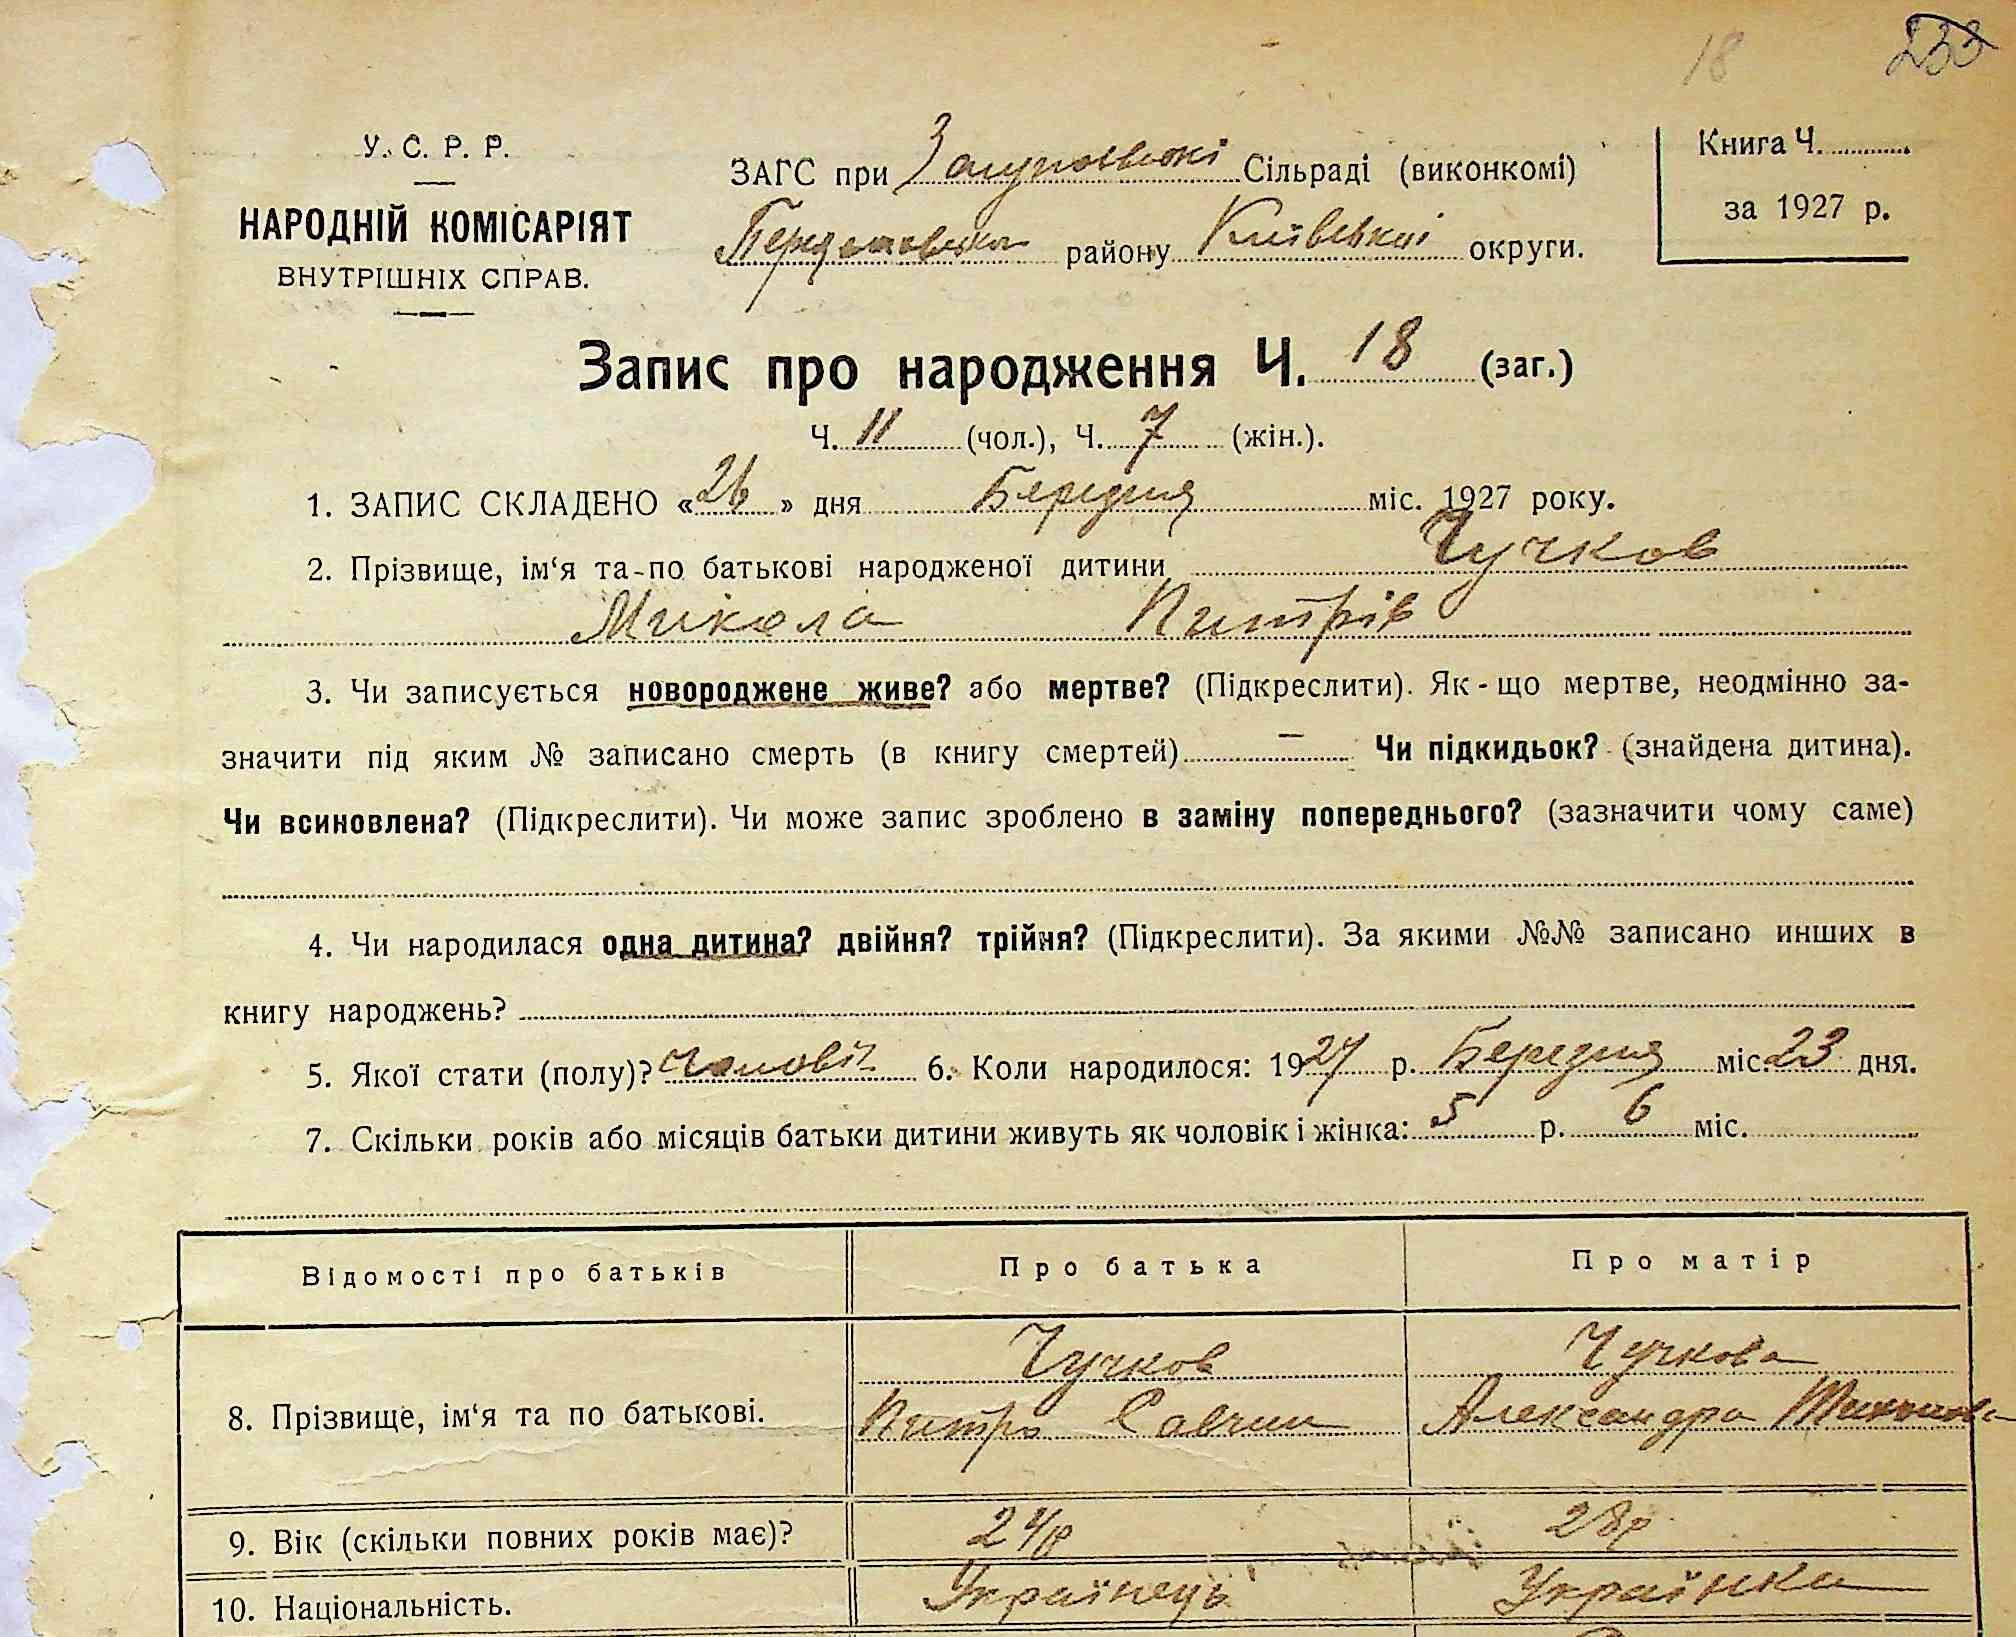 18 233
У. С. Р. Р.
НАРОДНІЙ КОМІСАРІЯТ
ВНУТРІШНІХ СПРАВ.
ЗАГС при Сільраді (виконкомі)
району Київської округи.
Книга Ч.
за 1927 р.
Запис про народження Ч. 18 (заг.)
Ч. 11 (чол.), Ч. 7 (жін.).
1. ЗАПИС СКЛАДЕНО «26» дня Березня міс. 1927 року.
2. Прізвище, ім‘я та-по батькові народженої дитини Чучков
Микола Питрів
3. Чи записується новороджене живе? або мертве? (Підкреслити). Як-що мертве, неодмінно за-
значити під яким № записано смерть (в книгу смертей) — Чи підкидьок? (знайдена дитина).
Чи всиновлена? (Підкреслити). Чи може запис зроблено в заміну попереднього? (зазначити чому саме)
4. Чи народилася одна дитина? двійня? трійня? (Підкреслити). За якими №№ записано инших в
книгу народжень?
5. Якої стати (полу)? 6. Коли народилося: 1927 р. Березня міс. 23 дня.
7. Скільки років або місяців батьки дитини живуть як чоловік і жінка: 5 р. 6 міс.
Відомості про батьків Про батька Про матір
8. Прізвище, ім‘я та по батькові. Чучков Питро Чучкова Александра
9. Вік (скільки повних років має)? 24р 28р.
10. Національність. Українець Українка